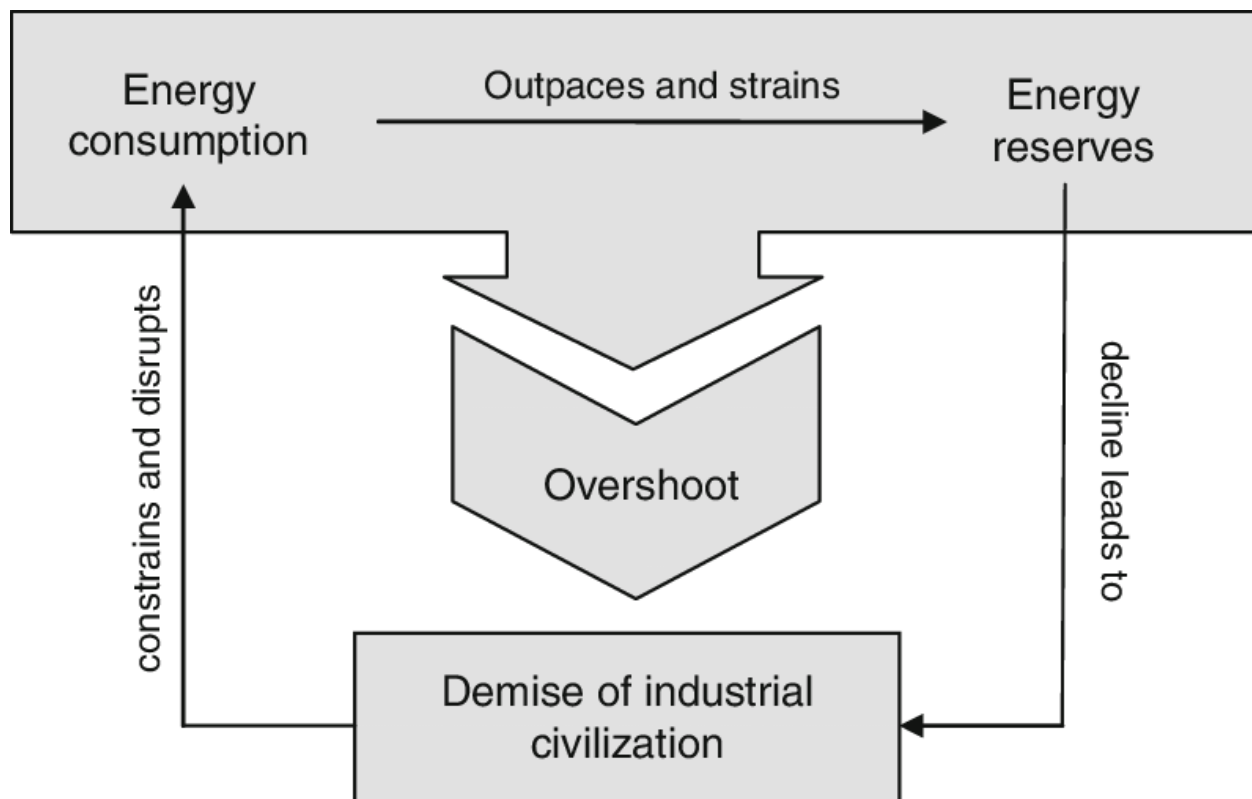 Energy
consumption
Outpaces and strains
Energy
reserves
constrains and disrupts
decline leads to
Overshoot
Demise of industrial
civilization